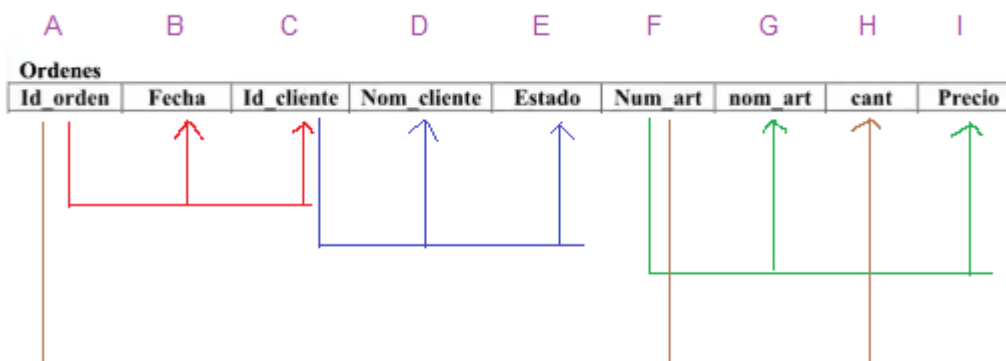 A B C D E F G H I
Ordenes
Id_orden Fecha Id_cliente Nom_cliente Estado Num_art nom_art cant Precio